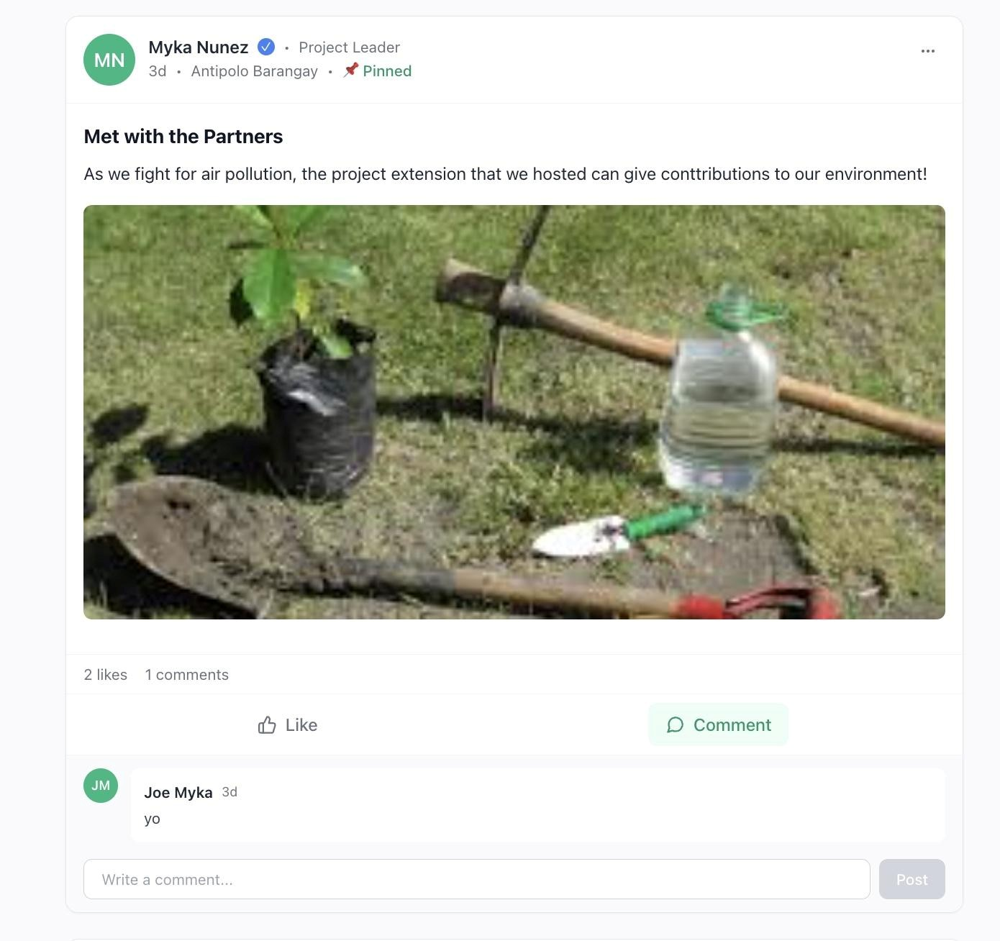 MN
Myka Nunez • Project Leader
3d • Antipolo Barangay • Pinned
Met with the Partners
As we fight for air pollution, the project extension that we hosted can give conttributions to our environment!
2 likes 1 comments
Like Comment
JM
Joe Myka 3d
yo
Write a comment...
Post